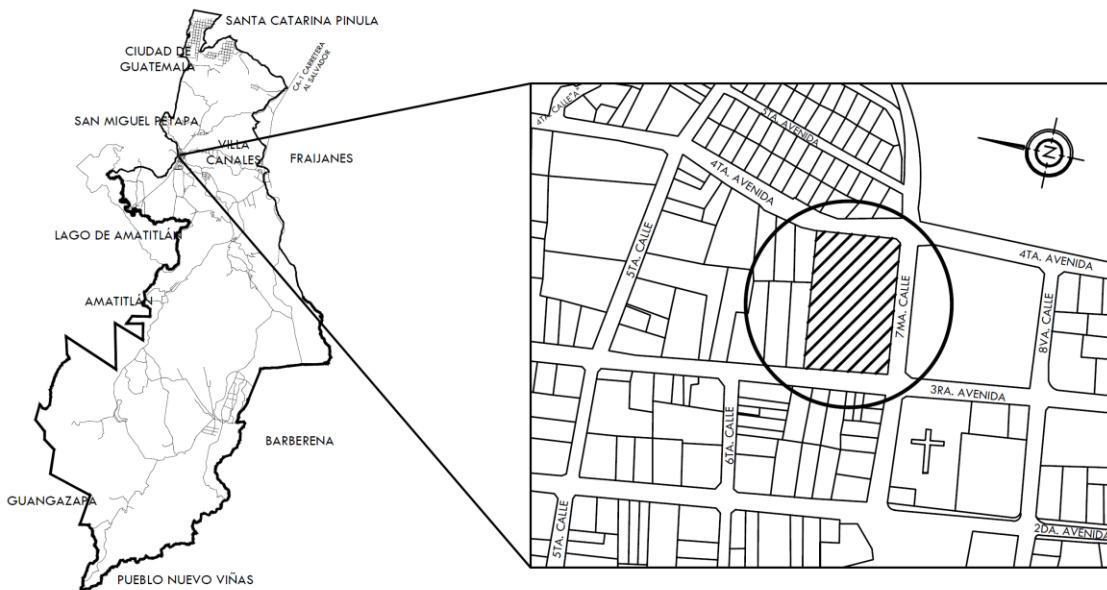 SANTA CATARINA PINULA
CIUDAD DE
GUATEMALA
CA-1 CARRETERA
AL SALVADOR
SAN MIGUEL PETAPA
VILLA
CANALES
FRAIJANES
LAGO DE AMATITLÁN
AMATITLÁN
BARBERENA
GUANGAZAPA
PUEBLO NUEVO VIÑAS
4TA. CALLE"A"
5TA. AVENIDA
4TA. AVENIDA
N
5TA. CALLE
4TA. AVENIDA
7MA. CALLE
8VA. CALLE
3RA. AVENIDA
6TA. CALLE
5TA. CALLE
2DA. AVENIDA